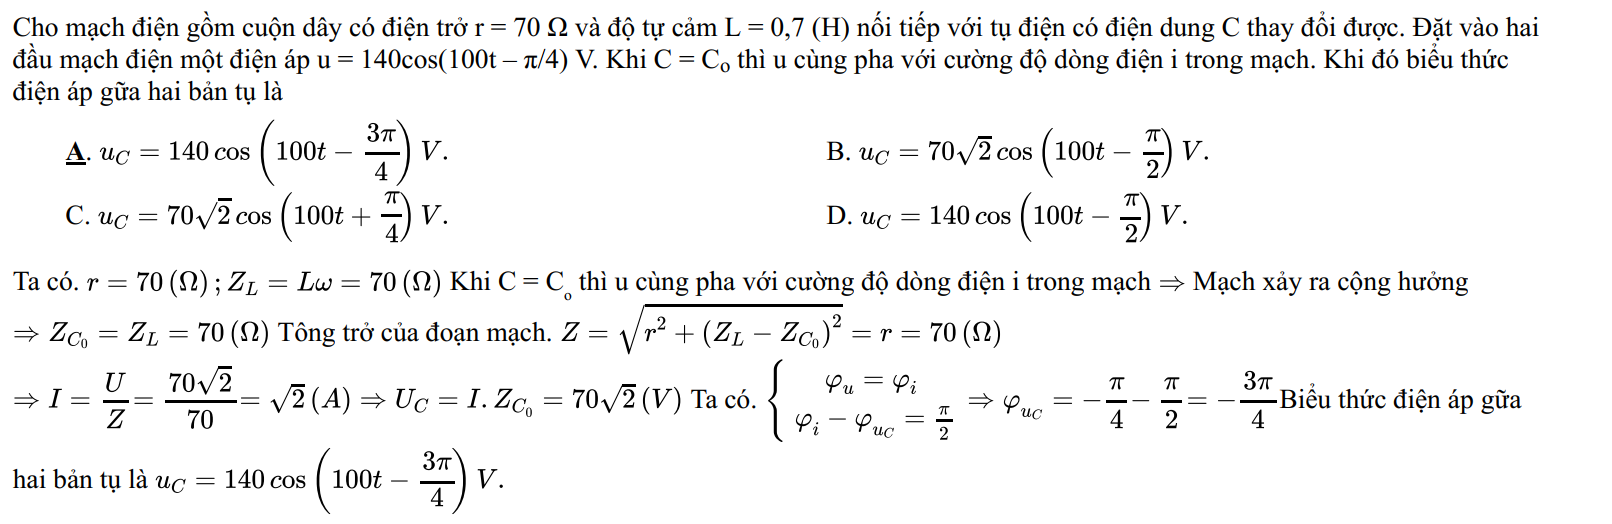 Cho mạch điện gồm cuộn dây có điện trở r = 70 Ω và độ tự cảm L = 0,7 (H) nối tiếp với tụ điện có điện dung C thay đổi được. Đặt vào hai
đầu mạch điện một điện áp u = 140cos(100t – π/4) V. Khi C = Cₒ thì u cùng pha với cường độ dòng điện i trong mạch. Khi đó biểu thức
điện áp gữa hai bản tụ là
A. $u_C = 140\cos\left(100t - \frac{3\pi}{4}\right)V.$ B. $u_C = 70\sqrt{2}\cos\left(100t - \frac{\pi}{2}\right)V.$
C. $u_C = 70\sqrt{2}\cos\left(100t + \frac{\pi}{4}\right)V.$ D. $u_C = 140\cos\left(100t - \frac{\pi}{2}\right)V.$
Ta có. $r = 70\,(\Omega); Z_L = L\omega = 70\,(\Omega)$ Khi C = Cₒ thì u cùng pha với cường độ dòng điện i trong mạch ⇒ Mạch xảy ra cộng hưởng
$\Rightarrow Z_{C_0} = Z_L = 70\,(\Omega)$ Tông trở của đoạn mạch. $Z = \sqrt{r^2 + (Z_L - Z_{C_0})^2} = r = 70\,(\Omega)$
$\Rightarrow I = \frac{U}{Z} = \frac{70\sqrt{2}}{70} = \sqrt{2}\,(A) \Rightarrow U_C = I.Z_{C_0} = 70\sqrt{2}\,(V)$ Ta có. $\begin{cases} \varphi_u = \varphi_i \\ \varphi_i - \varphi_{u_C} = \frac{\pi}{2} \end{cases} \Rightarrow \varphi_{u_C} = -\frac{\pi}{4} - \frac{\pi}{2} = -\frac{3\pi}{4}$Biểu thức điện áp gữa
hai bản tụ là $u_C = 140\cos\left(100t - \frac{3\pi}{4}\right)V.$